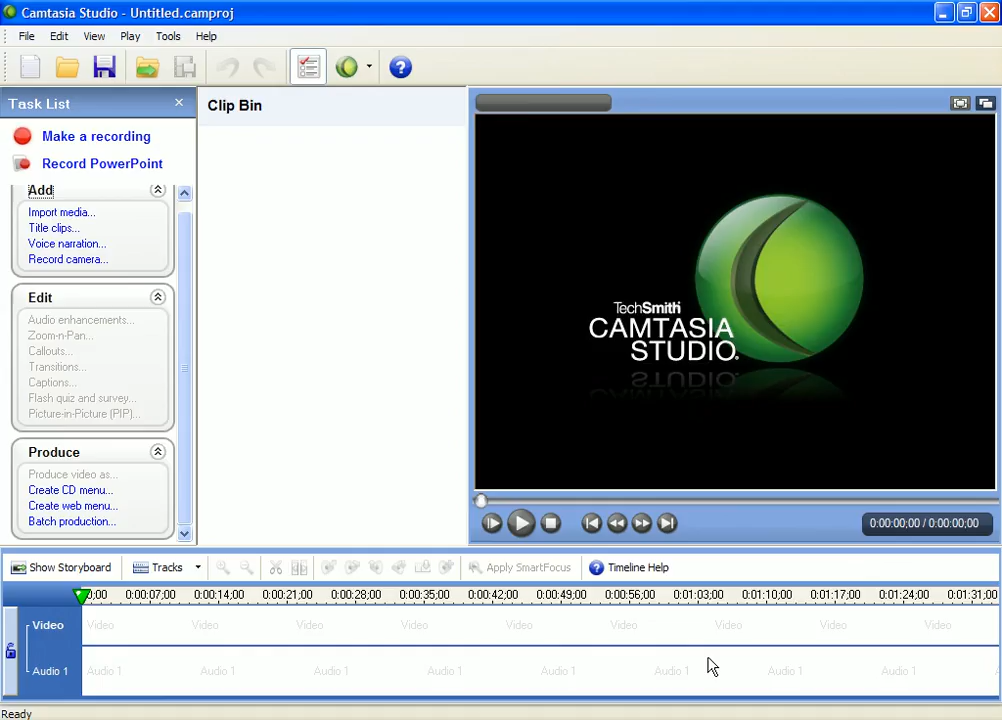 Camtasia Studio - Untitled.camproj
File Edit View Play Tools Help
Task List
Make a recording
Record PowerPoint
Add
Import media...
Title clips...
Voice narration...
Record camera...
Edit
Audio enhancements...
Zoom-n-Pan...
Callouts...
Transitions...
Captions...
Flash quiz and survey...
Picture-in-Picture (PIP)...
Produce
Produce video as...
Create CD menu...
Create web menu...
Batch production...
Clip Bin
TechSmith
CAMTASIA
STUDIO.
0:00:00;00 / 0:00:00;00
Show Storyboard Tracks Apply SmartFocus Timeline Help
0;00 0:00:07;00 0:00:14;00 0:00:21;00 0:00:28;00 0:00:35;00 0:00:42;00 0:00:49;00 0:00:56;00 0:01:03;00 0:01:10;00 0:01:17;00 0:01:24;00 0:01:31;00
Video Video Video Video Video Video Video Video Video Video
Audio 1 Audio 1 Audio 1 Audio 1 Audio 1 Audio 1 Audio 1 Audio 1 Audio 1
Ready